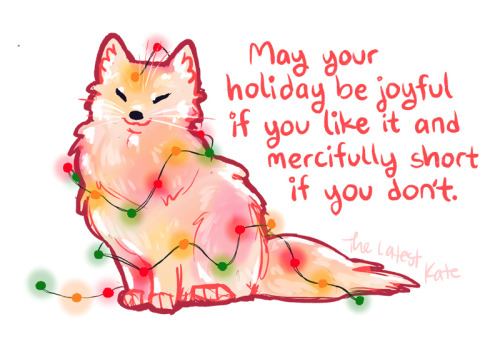 May your
holiday be joyful
if you like it and
mercifully short
if you don't.
The Latest
Kate